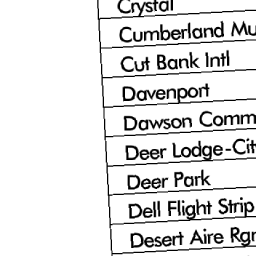 Crystal
Cumberland Mu
Cut Bank Intl
Davenport
Dawson Comm
Deer Lodge-Cit
Deer Park
Dell Flight Strip
Desert Aire Rgn